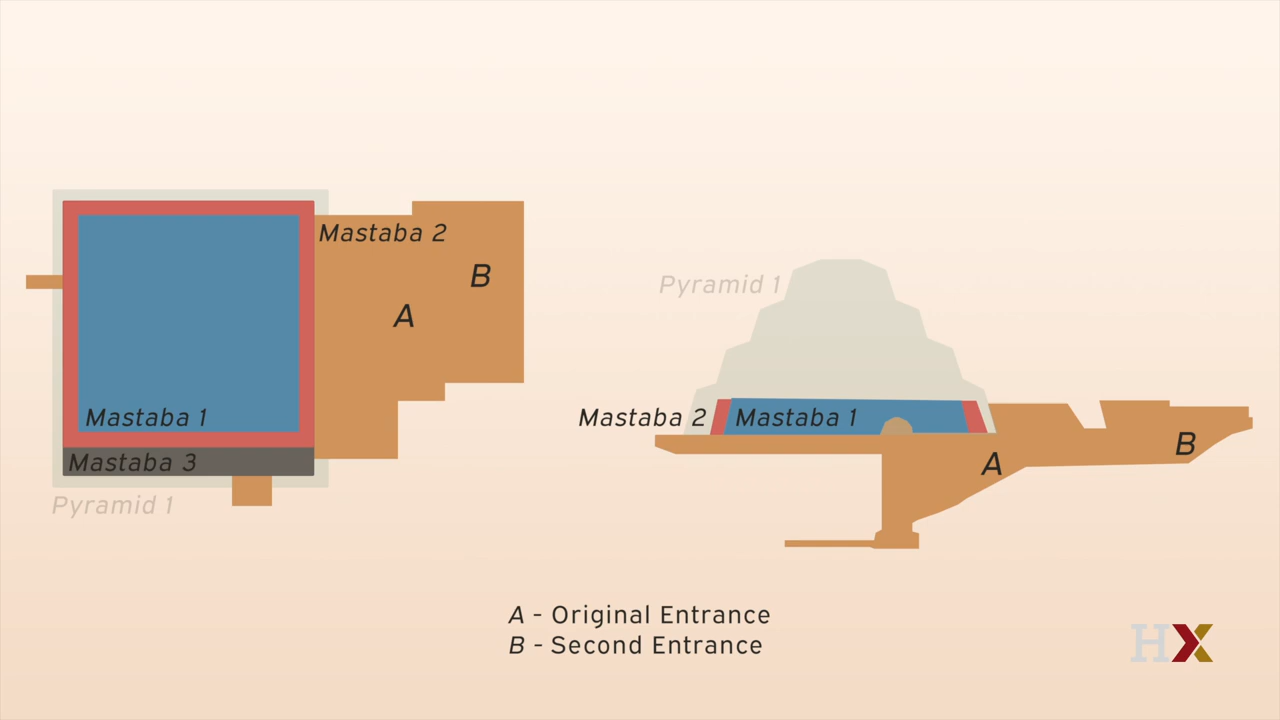 Mastaba 2
B
A
Mastaba 1
Mastaba 3
Pyramid 1
Pyramid 1
Mastaba 2
Mastaba 1
A
B
A - Original Entrance
B - Second Entrance
HX